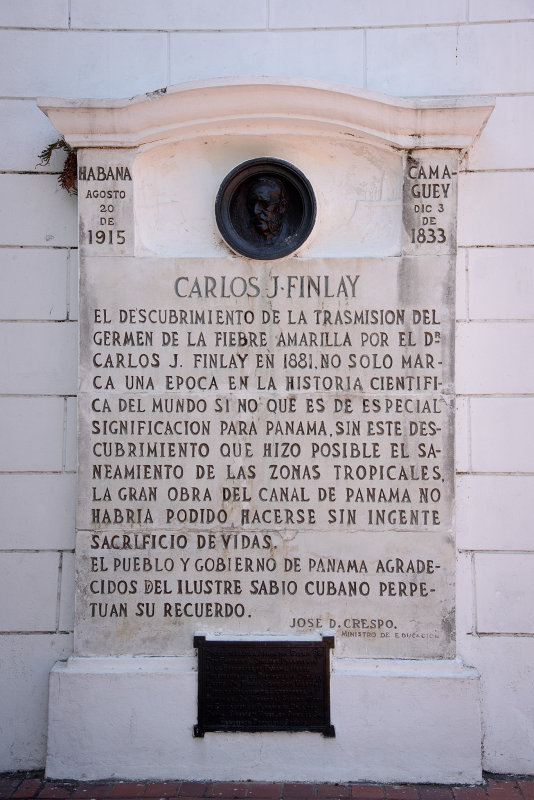 HABANA
AGOSTO
20
DE
1915
CAMA-
GUEY
DIC 3
DE
1833
CARLOS J. FINLAY
EL DESCUBRIMIENTO DE LA TRASMISION DEL
GERMEN DE LA FIEBRE AMARILLA POR EL DR
CARLOS J. FINLAY EN 1881. NO SOLO MAR-
CA UNA EPOCA EN LA HISTORIA CIENTIFI-
CA DEL MUNDO SI NO QUE ES DE ESPECIAL
SIGNIFICACION PARA PANAMA. SIN ESTE DES-
CUBRIMIENTO QUE HIZO POSIBLE EL SA-
NEAMIENTO DE LAS ZONAS TROPICALES,
LA GRAN OBRA DEL CANAL DE PANAMA NO
HABRIA PODIDO HACERSE SIN INGENTE
SACRIFICIO DE VIDAS.
EL PUEBLO Y GOBIERNO DE PANAMA AGRADE-
CIDOS DEL ILUSTRE SABIO CUBANO PERPE-
TUAN SU RECUERDO.
JOSÉ D. CRESPO.
MINISTRO DE EDUCACION